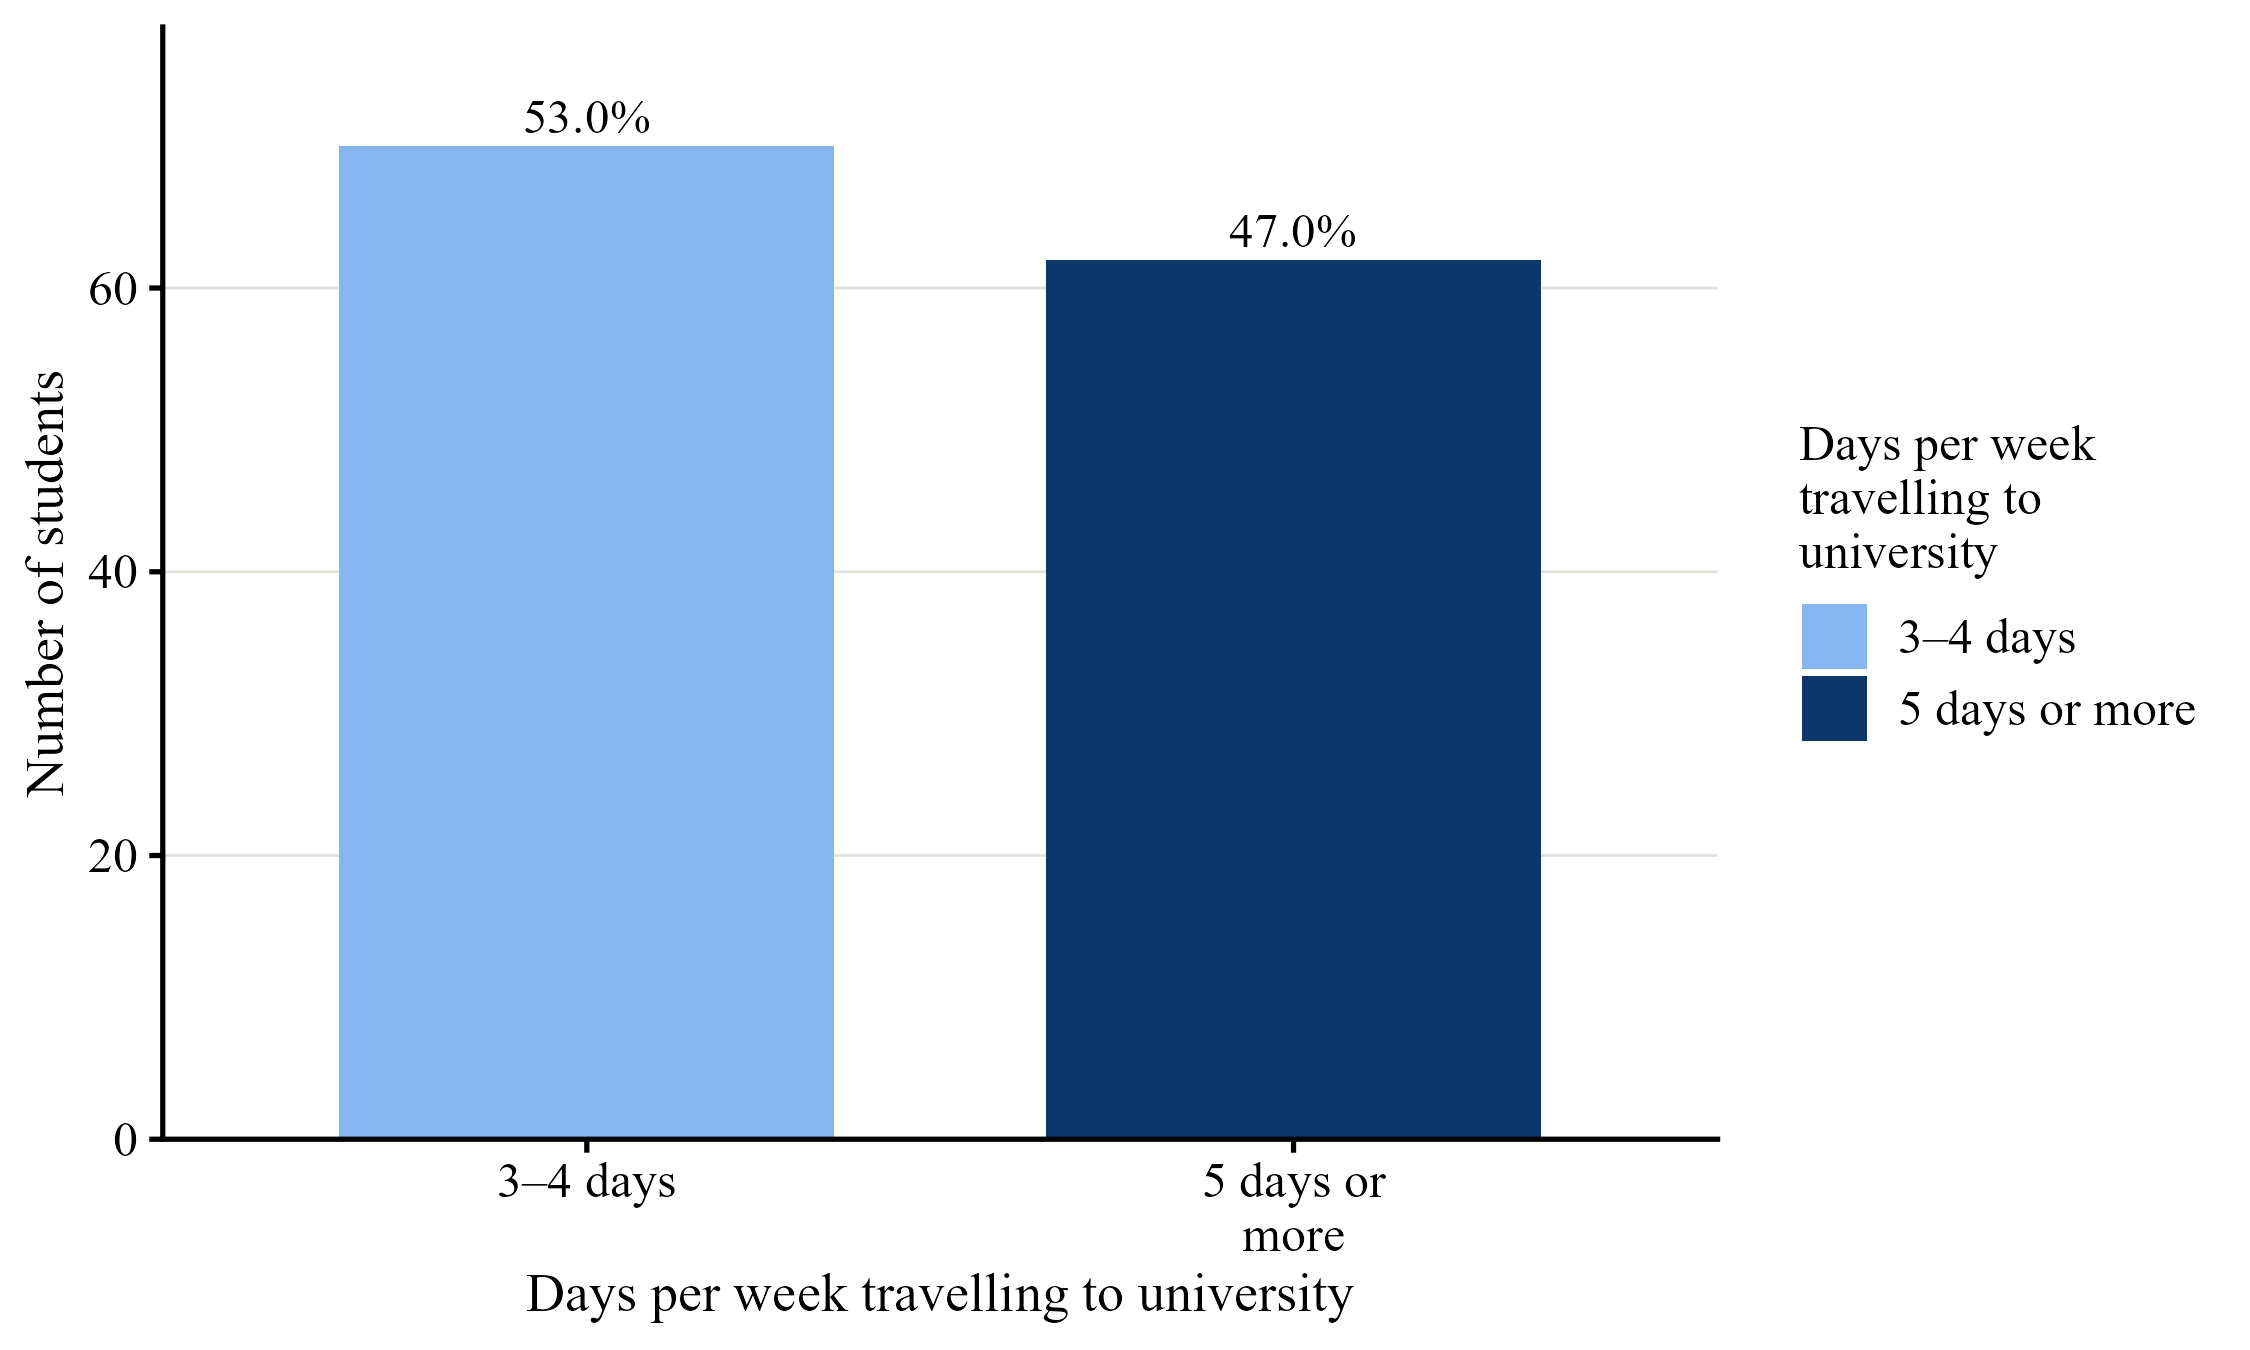 53.0%
47.0%
60
40
20
0
Number of students
3–4 days
5 days or
more
Days per week travelling to university
Days per week
travelling to
university
3–4 days
5 days or more